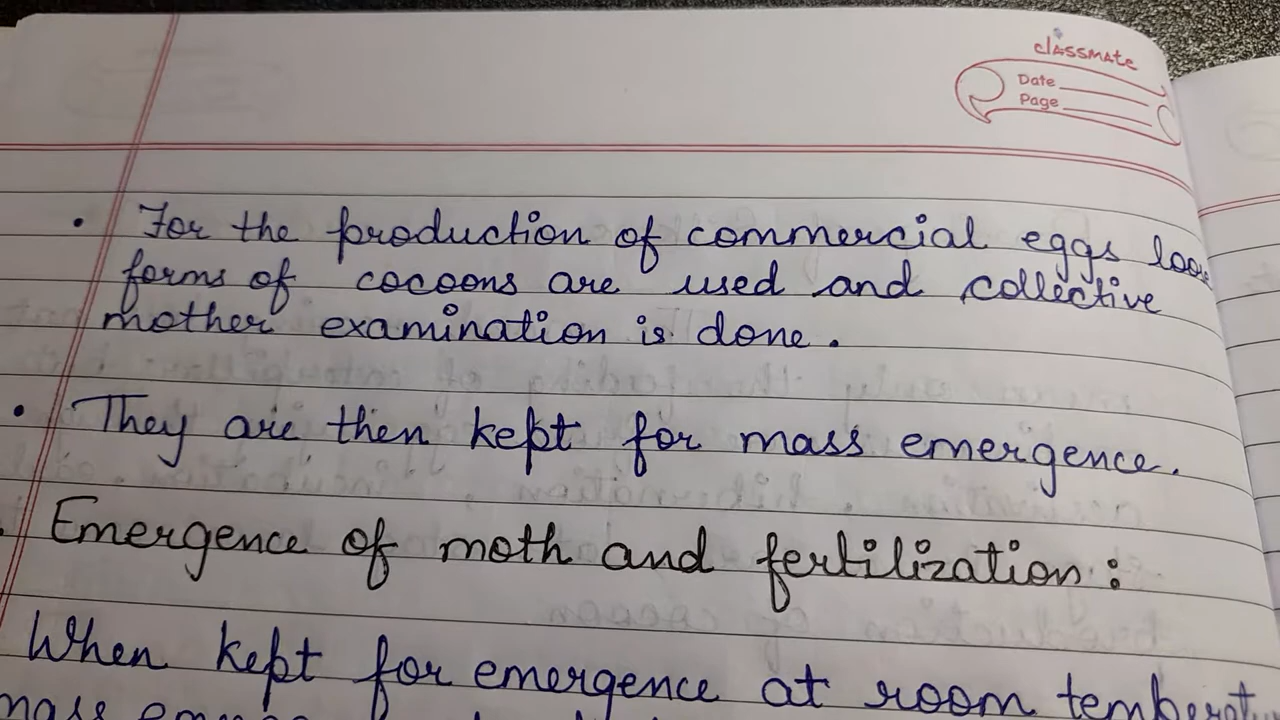 classmate
Date
Page
• For the production of commercial eggs
forms of cocoons are used and collective
mother examination is done.
• They are then kept for mass emergence.
Emergence of moth and fertilization:
When kept for emergence at room
mass